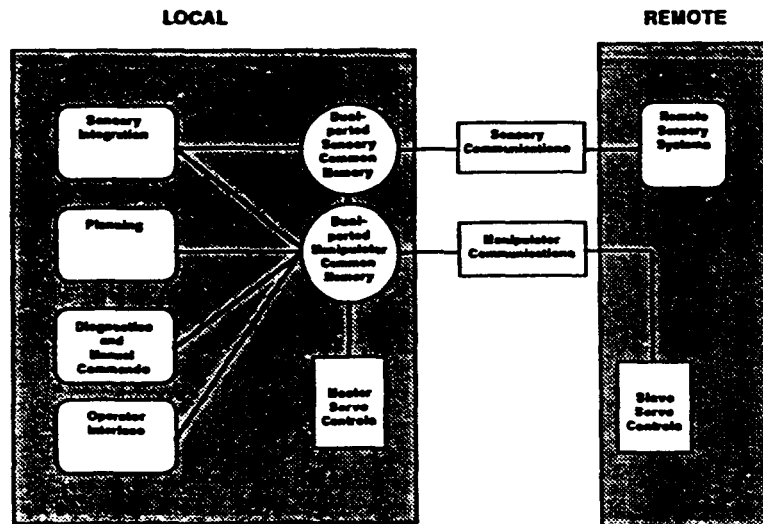 LOCAL
REMOTE
Sensory
Integration
Dual-
ported
Sensory
Common
Memory
Sensory
Communications
Remote
Sensory
Systems
Planning
Dual-
ported
Manipulator
Common
Memory
Manipulator
Communications
Diagnostics
and
Manual
Commands
Master
Servo
Controls
Slave Servo
Controls
Operator
Interface